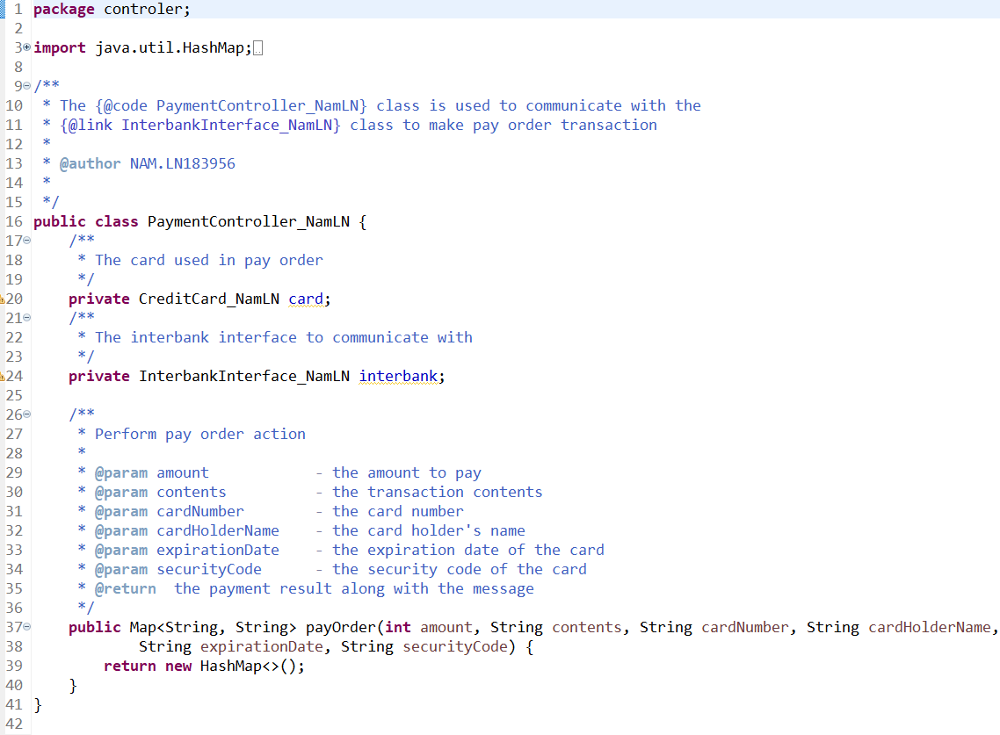 1 package controler;
2
3 import java.util.HashMap;
8
9 /**
10  * The {@code PaymentController_NamLN} class is used to communicate with the
11  * {@link InterbankInterface_NamLN} class to make pay order transaction
12  *
13  * @author NAM.LN183956
14  *
15  */
16 public class PaymentController_NamLN {
17     /**
18      * The card used in pay order
19      */
20     private CreditCard_NamLN card;
21     /**
22      * The interbank interface to communicate with
23      */
24     private InterbankInterface_NamLN interbank;
25
26     /**
27      * Perform pay order action
28      *
29      * @param amount            - the amount to pay
30      * @param contents          - the transaction contents
31      * @param cardNumber        - the card number
32      * @param cardHolderName    - the card holder's name
33      * @param expirationDate    - the expiration date of the card
34      * @param securityCode      - the security code of the card
35      * @return  the payment result along with the message
36      */
37     public Map<String, String> payOrder(int amount, String contents, String cardNumber, String cardHolderName,
38             String expirationDate, String securityCode) {
39         return new HashMap<>();
40     }
41 }
42